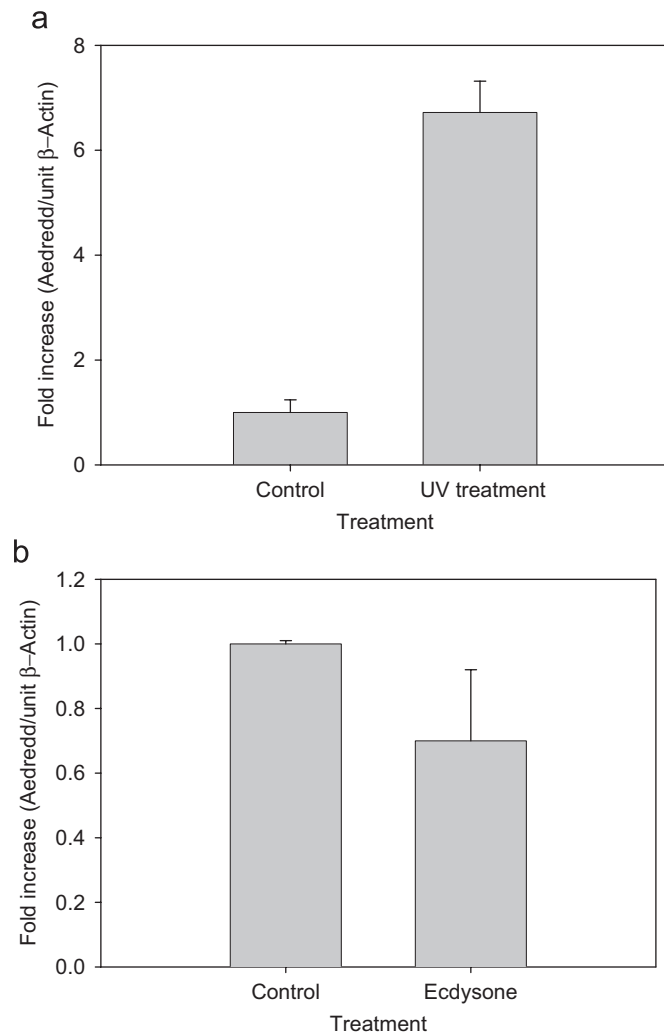 a
Fold increase (Aedredd/unit β–Actin)
8
6
4
2
0
Control
UV treatment
Treatment
b
Fold increase (Aedredd/unit β–Actin)
1.2
1.0
0.8
0.6
0.4
0.2
0.0
Control
Ecdysone
Treatment